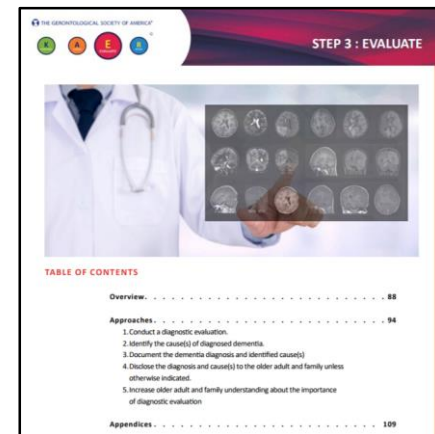 THE GERONTOLOGICAL SOCIETY OF AMERICA®
K A E R
EVALUATE
STEP 3 : EVALUATE
TABLE OF CONTENTS
Overview. . . . . . . . . . . . . . . . . . . . . . . . . . . . . 88
Approaches . . . . . . . . . . . . . . . . . . . . . . . . . . . . 94
1. Conduct a diagnostic evaluation.
2. Identify the cause(s) of diagnosed dementia.
3. Document the dementia diagnosis and identified cause(s)
4. Disclose the diagnosis and cause(s) to the older adult and family unless
otherwise indicated.
5. Increase older adult and family understanding about the importance
of diagnostic evaluation
Appendices . . . . . . . . . . . . . . . . . . . . . . . . . . . . 109